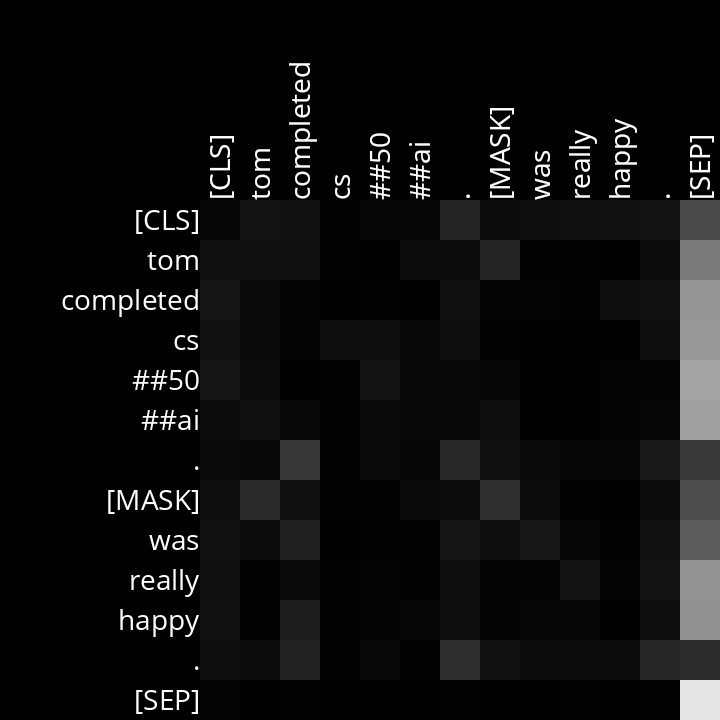 [CLS] tom completed cs ##50 ##ai . [MASK] was really happy . [SEP]
[CLS]
tom
completed
cs
##50
##ai
.
[MASK]
was
really
happy
.
[SEP]